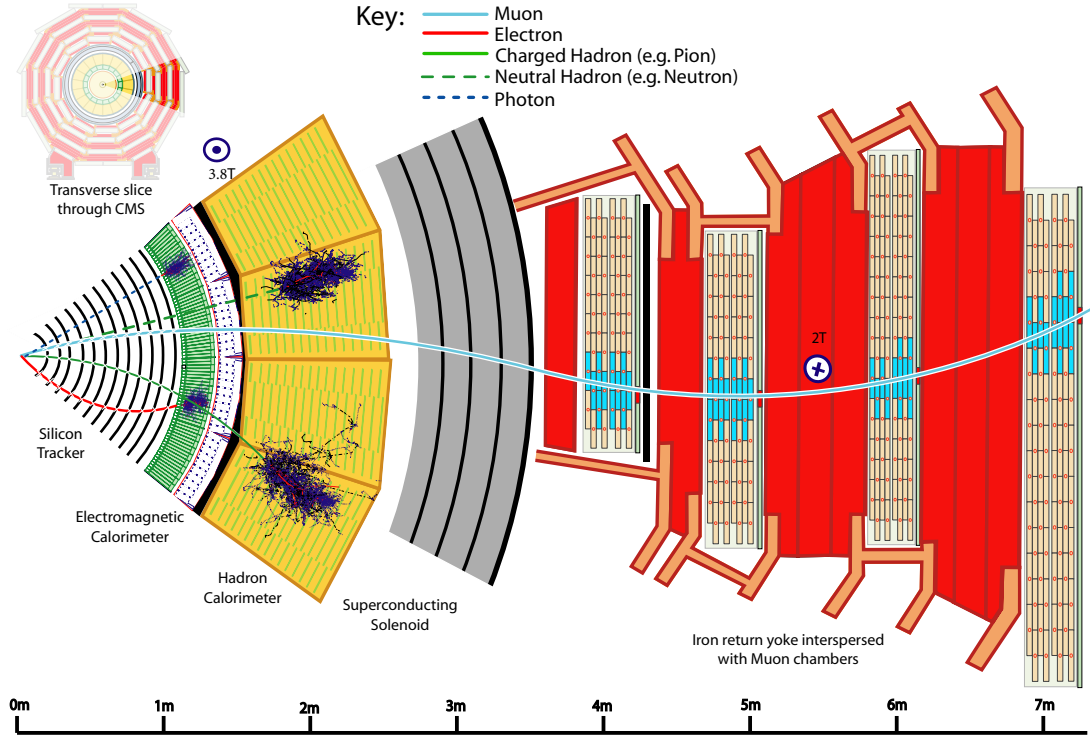 Key:
Muon
Electron
Charged Hadron (e.g. Pion)
Neutral Hadron (e.g. Neutron)
Photon
Transverse slice
through CMS
3.8T
2T
Silicon
Tracker
Electromagnetic
Calorimeter
Hadron
Calorimeter
Superconducting
Solenoid
Iron return yoke interspersed
with Muon chambers
0m 1m 2m 3m 4m 5m 6m 7m